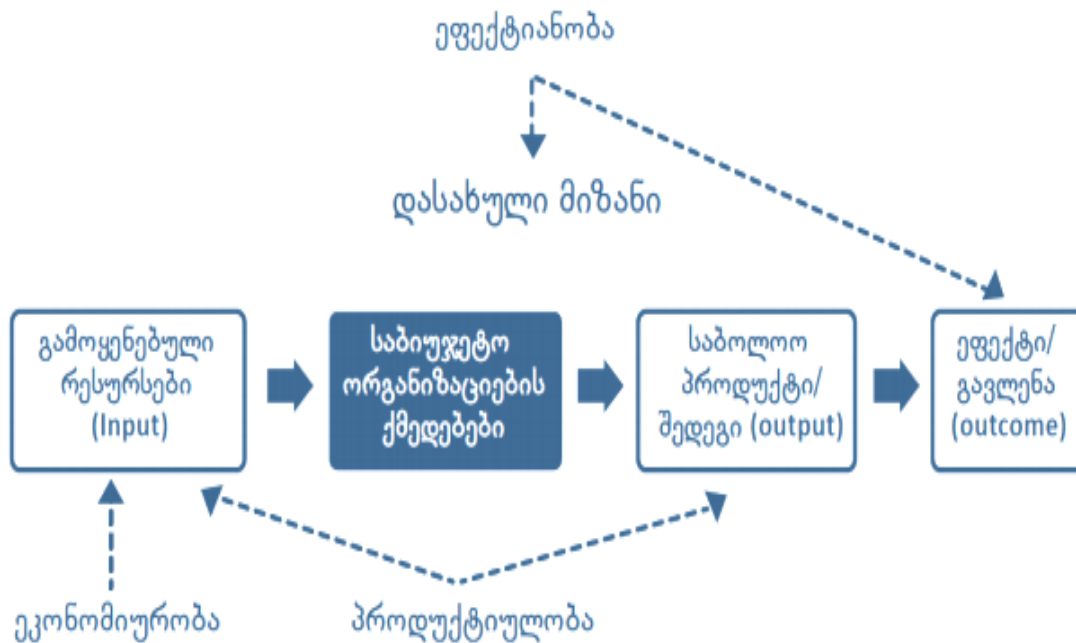 ეფექტიანობა
დასახული მიზანი
გამოყენებული
რესურსები
(Input)
საბიუჯეტო
ორგანიზაციების
ქმედებები
საბოლოო
პროდუქტი/
შედეგი (output)
ეფექტი/
გავლენა
(outcome)
ეკონომიურობა
პროდუქტიულობა